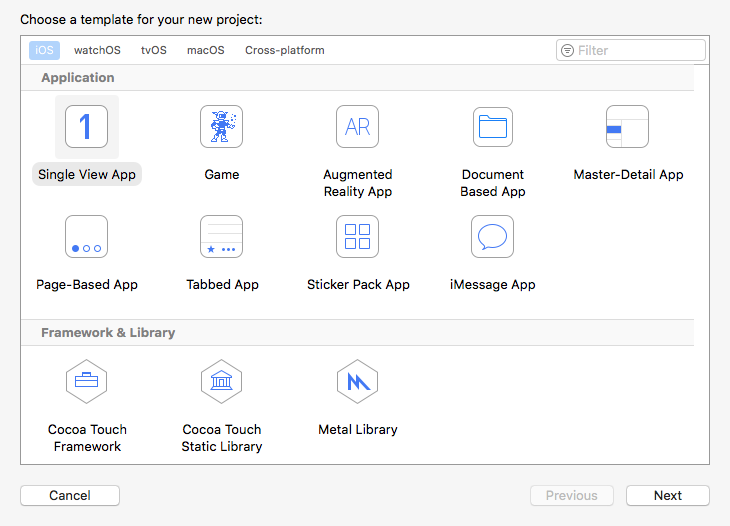 Choose a template for your new project:
iOS watchOS tvOS macOS Cross-platform Filter
Application
1 AR
Single View App Game Augmented Document Master-Detail App
Reality App Based App
Page-Based App Tabbed App Sticker Pack App iMessage App
Framework & Library
Cocoa Touch Cocoa Touch Metal Library
Framework Static Library
Cancel Previous Next